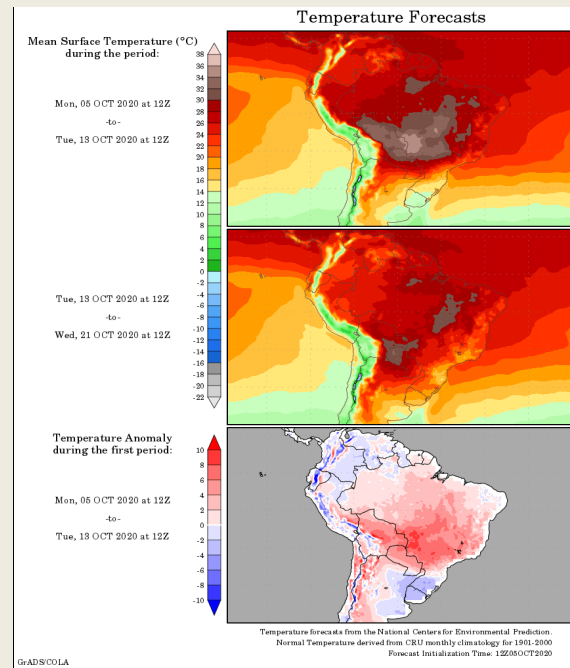 Temperature Forecasts
Mean Surface Temperature (°C)
during the period:
Mon, 05 OCT 2020 at 12Z
-to-
Tue, 13 OCT 2020 at 12Z
38
36
34
32
30
28
26
24
22
20
18
16
14
12
10
8
6
4
2
0
-2
-4
-6
-8
-10
-12
-14
-16
-18
-20
-22
Tue, 13 OCT 2020 at 12Z
-to-
Wed, 21 OCT 2020 at 12Z
Temperature Anomaly
during the first period:
Mon, 05 OCT 2020 at 12Z
-to-
Tue, 13 OCT 2020 at 12Z
10
8
6
4
2
0
-2
-4
-6
-8
-10
Temperature forecasts from the National Centers for Environmental Prediction.
Normal Temperature derived from CRU monthly climatology for 1901-2000
Forecast Initialization Time: 12Z05OCT2020
GrADS/COLA